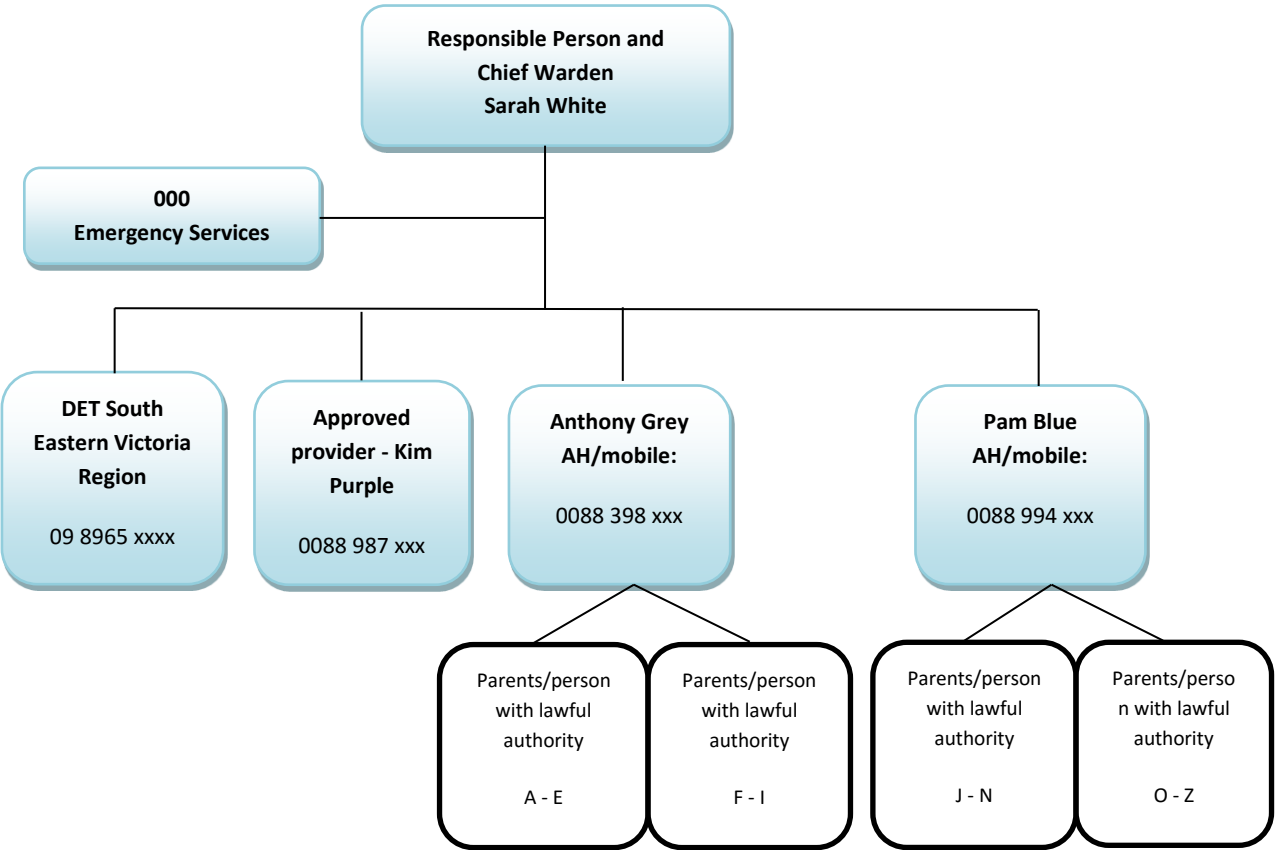 Responsible Person and
Chief Warden
Sarah White
000
Emergency Services
DET South
Eastern Victoria
Region
09 8965 xxxx
Approved
provider - Kim
Purple
0088 987 xxx
Anthony Grey
AH/mobile:
0088 398 xxx
Pam Blue
AH/mobile:
0088 994 xxx
Parents/person
with lawful
authority
A - E
Parents/person
with lawful
authority
F - I
Parents/person
with lawful
authority
J - N
Parents/perso
n with lawful
authority
O - Z